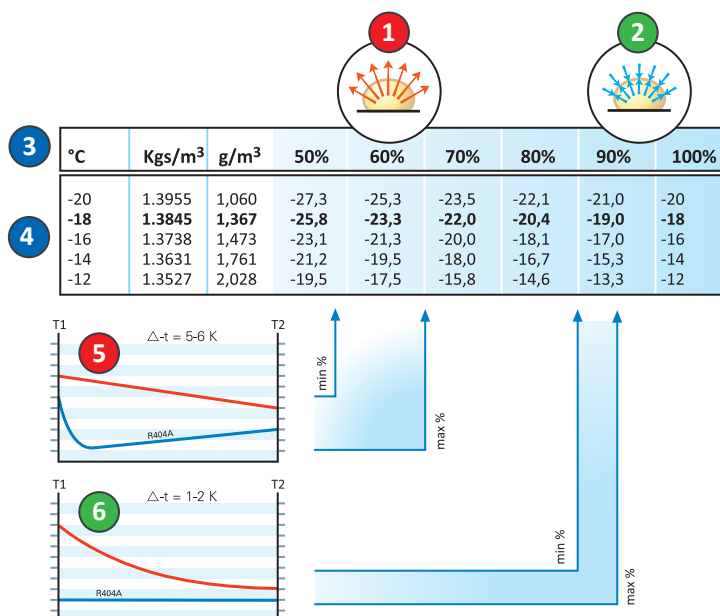 1 2
3 °C Kgs/m³ g/m³ 50% 60% 70% 80% 90% 100%
-20 1.3955 1,060 -27,3 -25,3 -23,5 -22,1 -21,0 -20
4 -18 1.3845 1,367 -25,8 -23,3 -22,0 -20,4 -19,0 -18
-16 1.3738 1,473 -23,1 -21,3 -20,0 -18,1 -17,0 -16
-14 1.3631 1,761 -21,2 -19,5 -18,0 -16,7 -15,3 -14
-12 1.3527 2,028 -19,5 -17,5 -15,8 -14,6 -13,3 -12
T1 T2
5 △-t = 5-6 K
R404A
min %
max %
T1 T2
6 △-t = 1-2 K
R404A
min %
max %